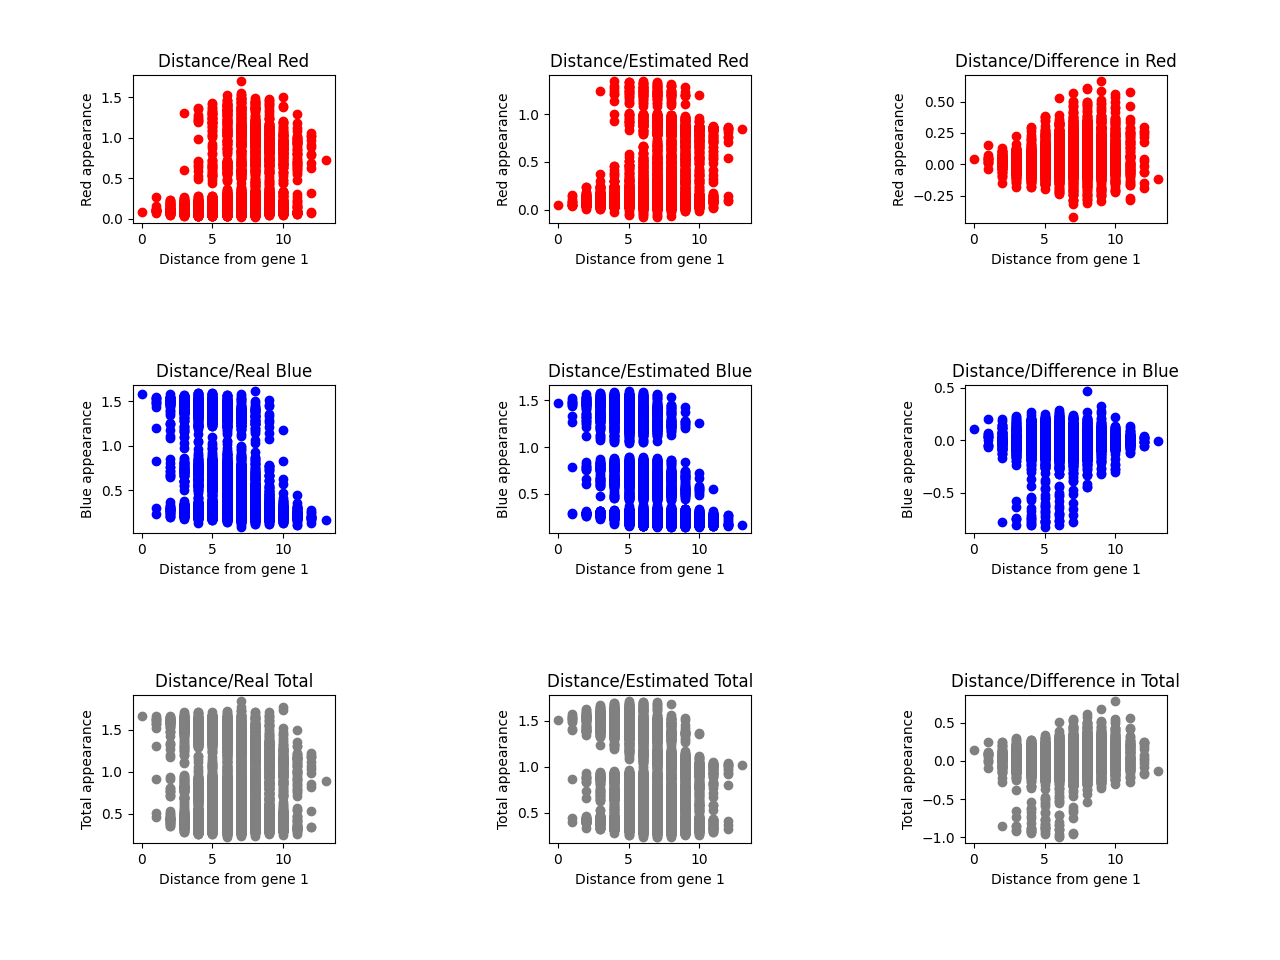 Distance/Real Red
Red appearance
1.5
1.0
0.5
0.0
0 5 10
Distance from gene 1
Distance/Estimated Red
Red appearance
1.0
0.5
0.0
0 5 10
Distance from gene 1
Distance/Difference in Red
Red appearance
0.50
0.25
0.00
−0.25
0 5 10
Distance from gene 1
Distance/Real Blue
Blue appearance
1.5
1.0
0.5
0 5 10
Distance from gene 1
Distance/Estimated Blue
Blue appearance
1.5
1.0
0.5
0 5 10
Distance from gene 1
Distance/Difference in Blue
Blue appearance
0.5
0.0
−0.5
0 5 10
Distance from gene 1
Distance/Real Total
Total appearance
1.5
1.0
0.5
0 5 10
Distance from gene 1
Distance/Estimated Total
Total appearance
1.5
1.0
0.5
0 5 10
Distance from gene 1
Distance/Difference in Total
Total appearance
0.5
0.0
−0.5
−1.0
0 5 10
Distance from gene 1